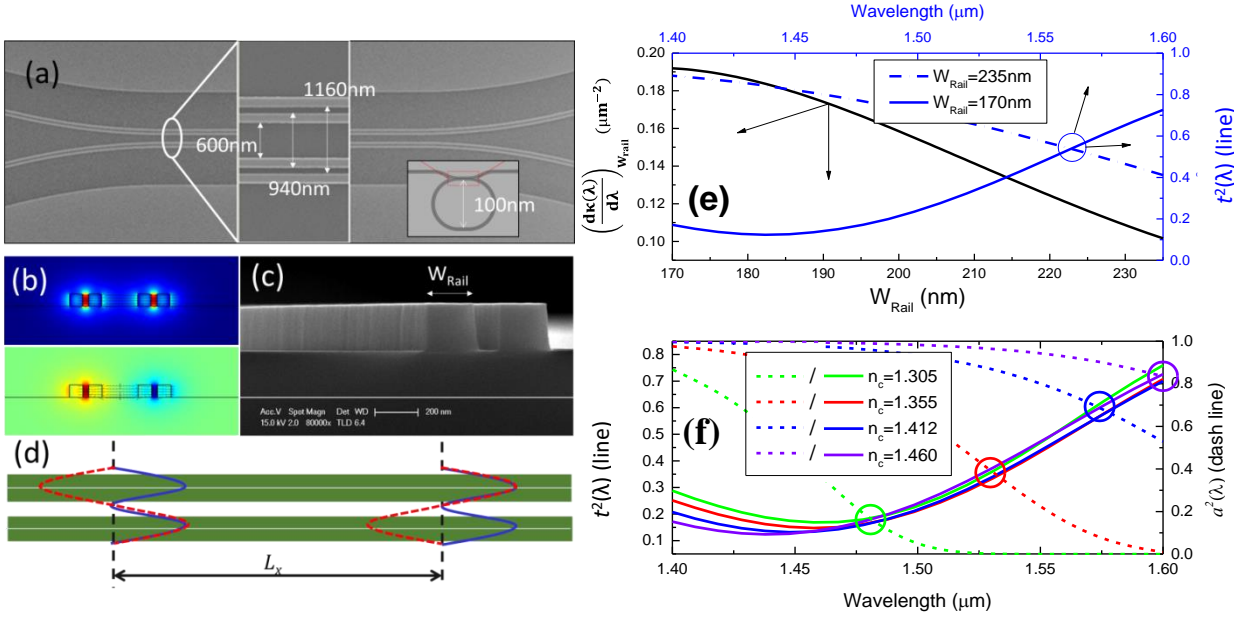 (a)
1160nm
600nm
940nm
100nm
(b)
(c)
W_Rail
Acc.V Spot Magn Det WD
15.0 kV 2.0 80000x TLD 6.4
200 nm
(d)
L_x
Wavelength (μm)
1.40 1.45 1.50 1.55 1.60
0.20
0.18
0.16
0.14
0.12
0.10
(dκ(λ)/dλ)_W_rail (μm⁻²)
W_Rail=235nm
W_Rail=170nm
(e)
1.0
0.8
0.6
0.4
0.2
0.0
t²(λ) (line)
170 180 190 200 210 220 230
W_Rail (nm)
0.8
0.7
0.6
0.5
0.4
0.3
0.2
0.1
t²(λ) (line)
/ n_c=1.305
/ n_c=1.355
/ n_c=1.412
/ n_c=1.460
(f)
1.0
0.8
0.6
0.4
0.2
0.0
a²(λ) (dash line)
1.40 1.45 1.50 1.55 1.60
Wavelength (μm)